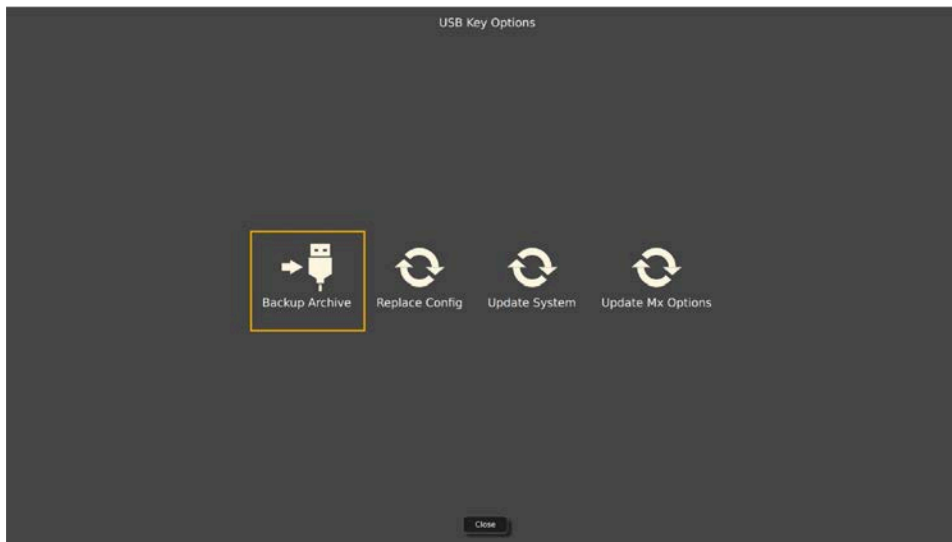 USB Key Options
Backup Archive
Replace Config
Update System
Update Mx Options
Close